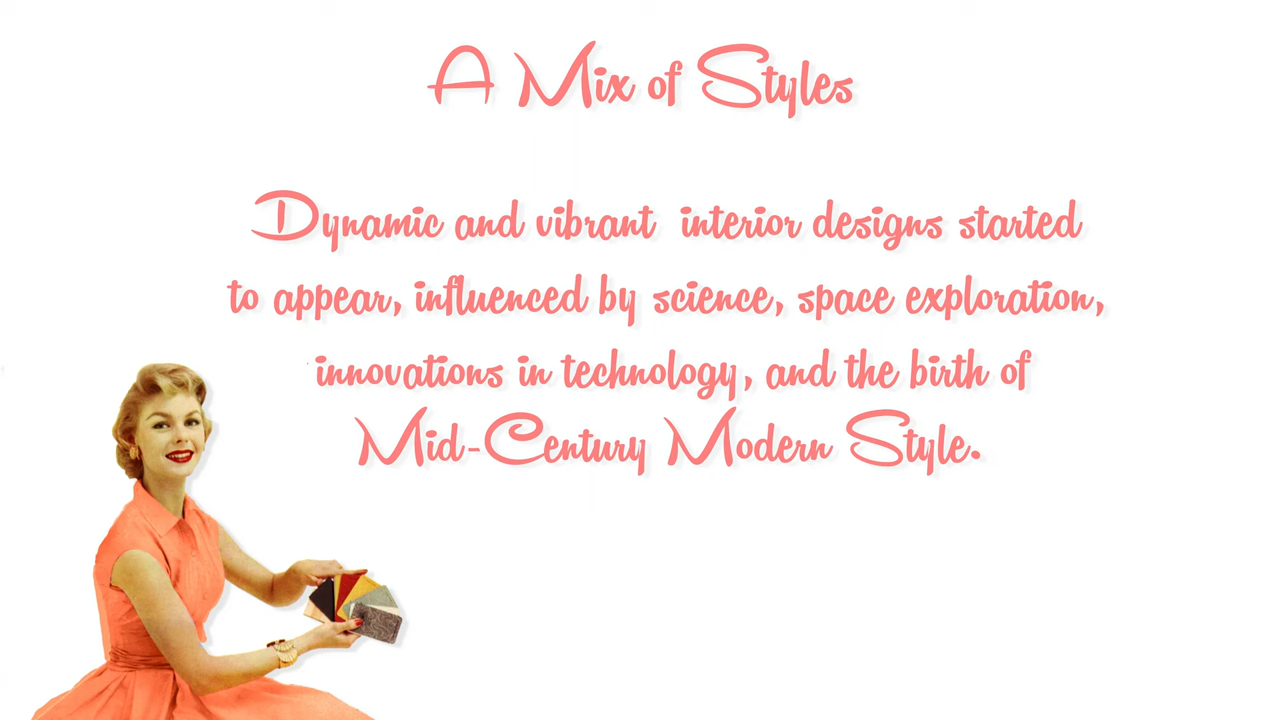 A Mix of Styles
Dynamic and vibrant interior designs started
to appear, influenced by science, space exploration,
innovations in technology, and the birth of
Mid-Century Modern Style.